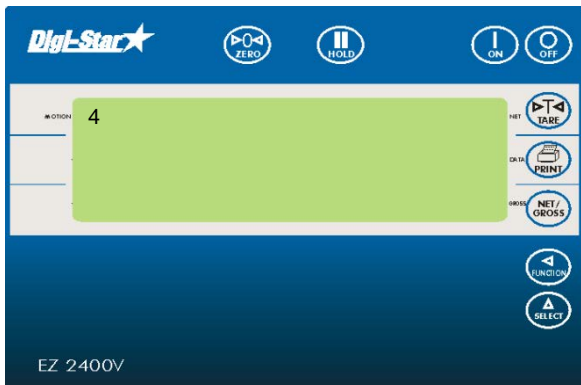 Digi-Star
ZERO
HOLD
ON
OFF
MOTION
4
NET
T
TARE
DATA
PRINT
GROSS
NET/
GROSS
FUNCTION
SELECT
EZ 2400V